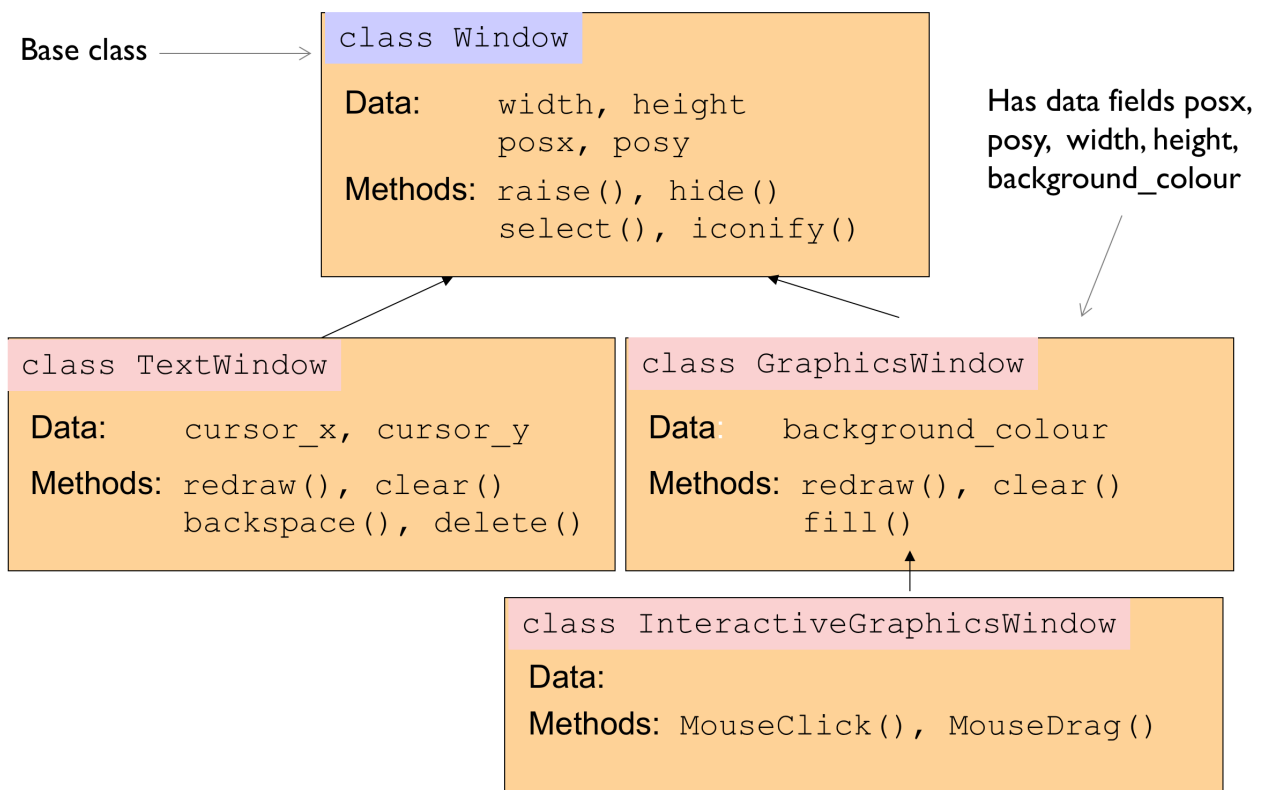 Base class
class Window
Data: width, height
posx, posy
Methods: raise(), hide()
select(), iconify()
Has data fields posx,
posy, width, height,
background_colour
class TextWindow
Data: cursor_x, cursor_y
Methods: redraw(), clear()
backspace(), delete()
class GraphicsWindow
Data: background_colour
Methods: redraw(), clear()
fill()
class InteractiveGraphicsWindow
Data:
Methods: MouseClick(), MouseDrag()